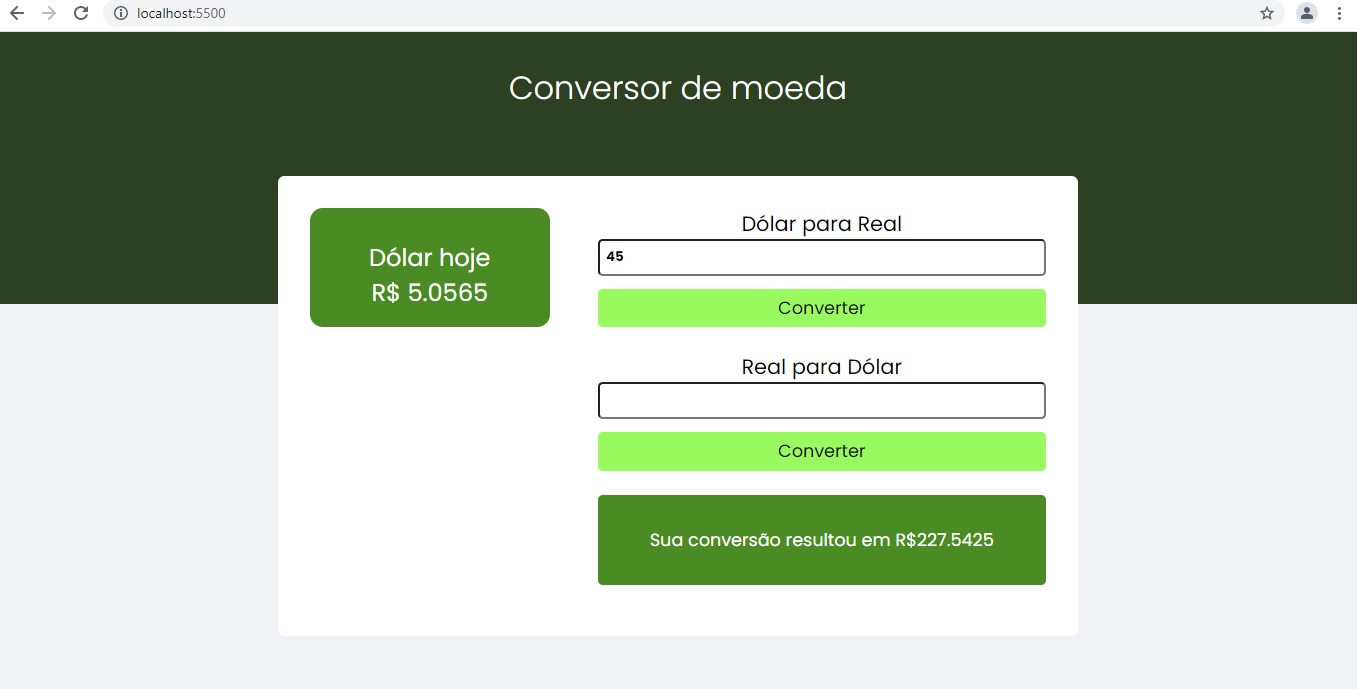 localhost:5500
Conversor de moeda
Dólar hoje
R$ 5.0565
Dólar para Real
45
Converter
Real para Dólar
Converter
Sua conversão resultou em R$227.5425